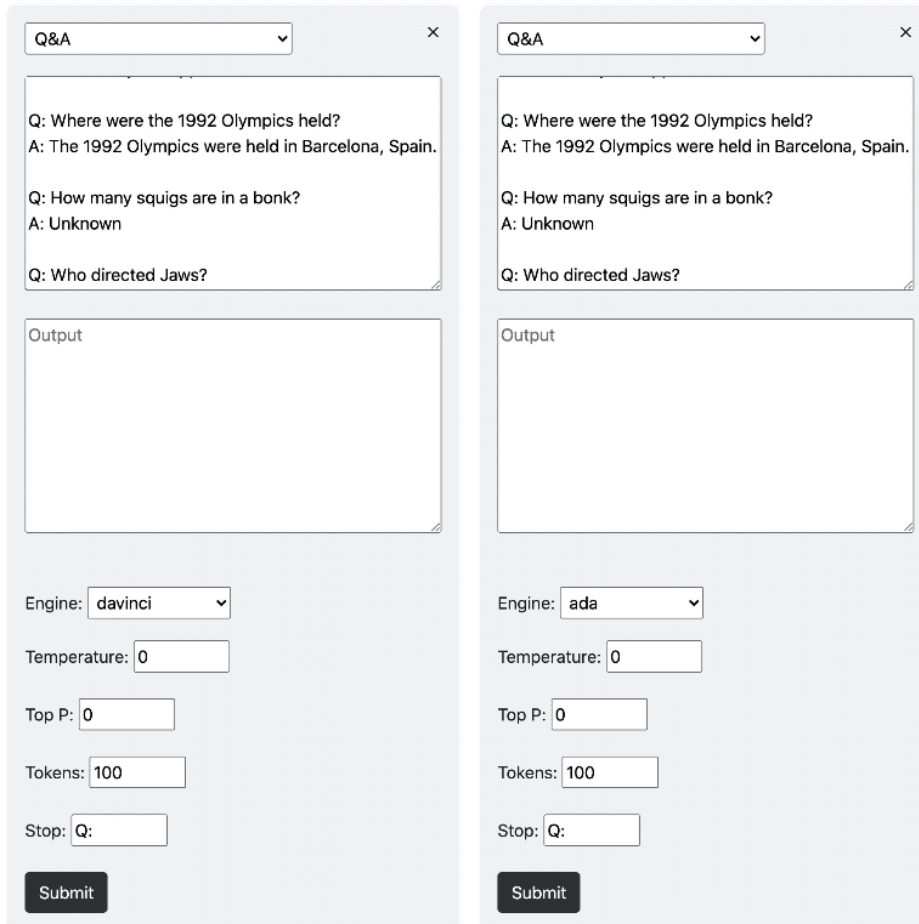 Q&A
×
Q: Where were the 1992 Olympics held?
A: The 1992 Olympics were held in Barcelona, Spain.
Q: How many squigs are in a bonk?
A: Unknown
Q: Who directed Jaws?
Output
Engine: davinci
Temperature: 0
Top P: 0
Tokens: 100
Stop: Q:
Submit
Q&A
×
Q: Where were the 1992 Olympics held?
A: The 1992 Olympics were held in Barcelona, Spain.
Q: How many squigs are in a bonk?
A: Unknown
Q: Who directed Jaws?
Output
Engine: ada
Temperature: 0
Top P: 0
Tokens: 100
Stop: Q:
Submit